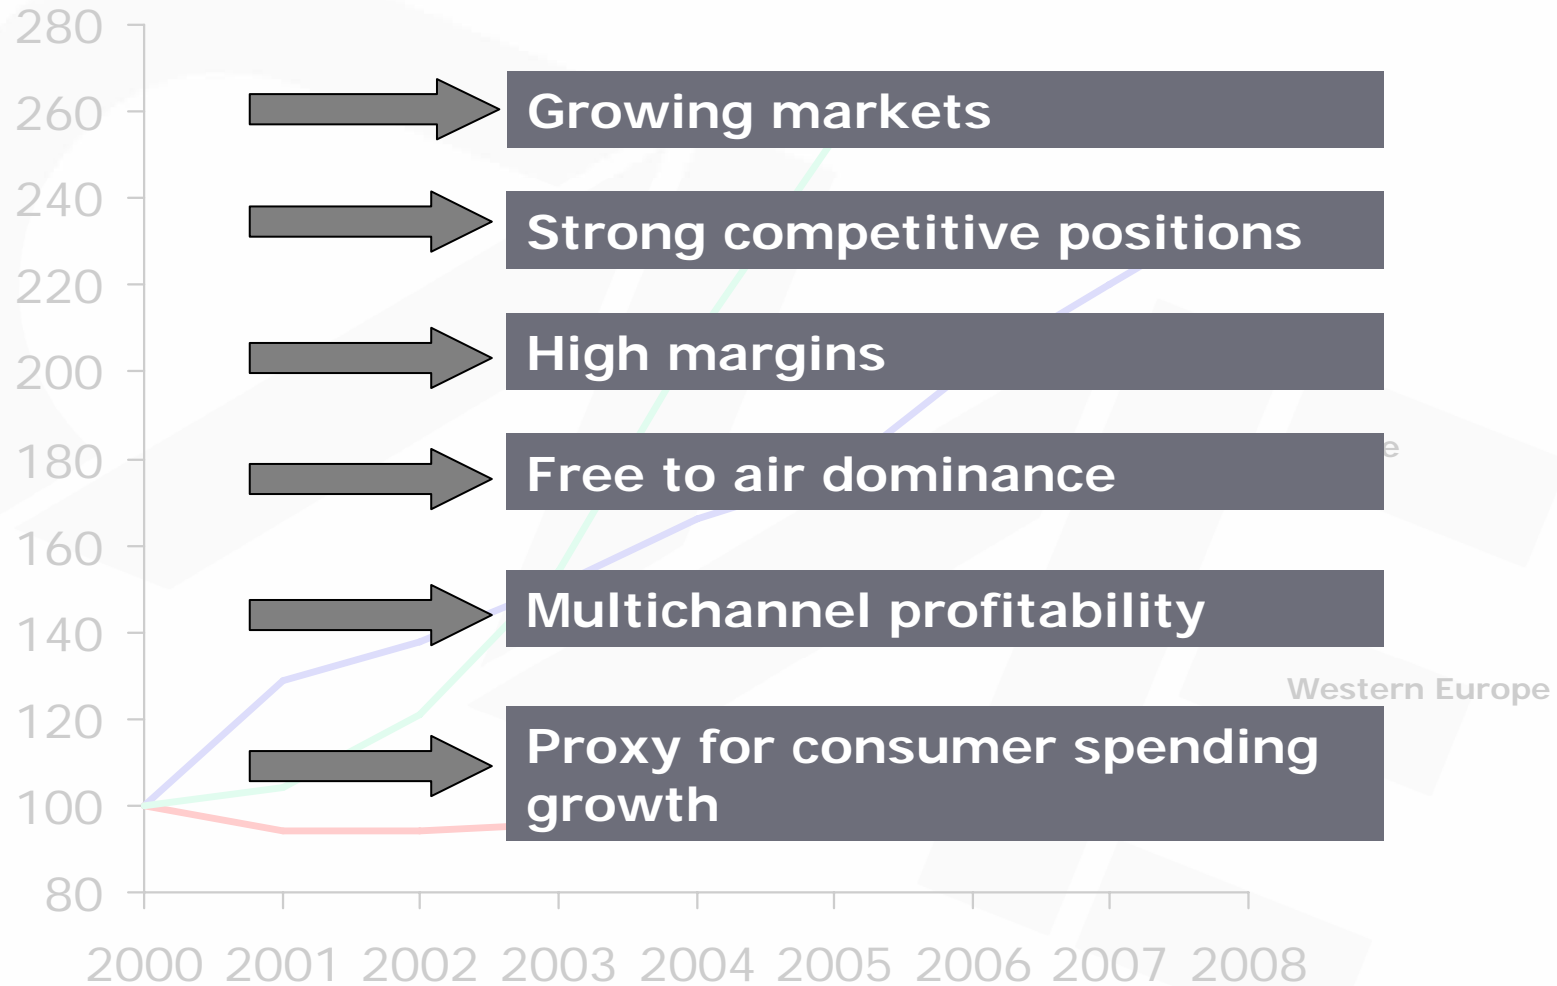 280
260
240
220
200
180
160
140
120
100
80
Growing markets
Strong competitive positions
High margins
Free to air dominance
e
Multichannel profitability
Western Europe
Proxy for consumer spending
growth
2000 2001 2002 2003 2004 2005 2006 2007 2008